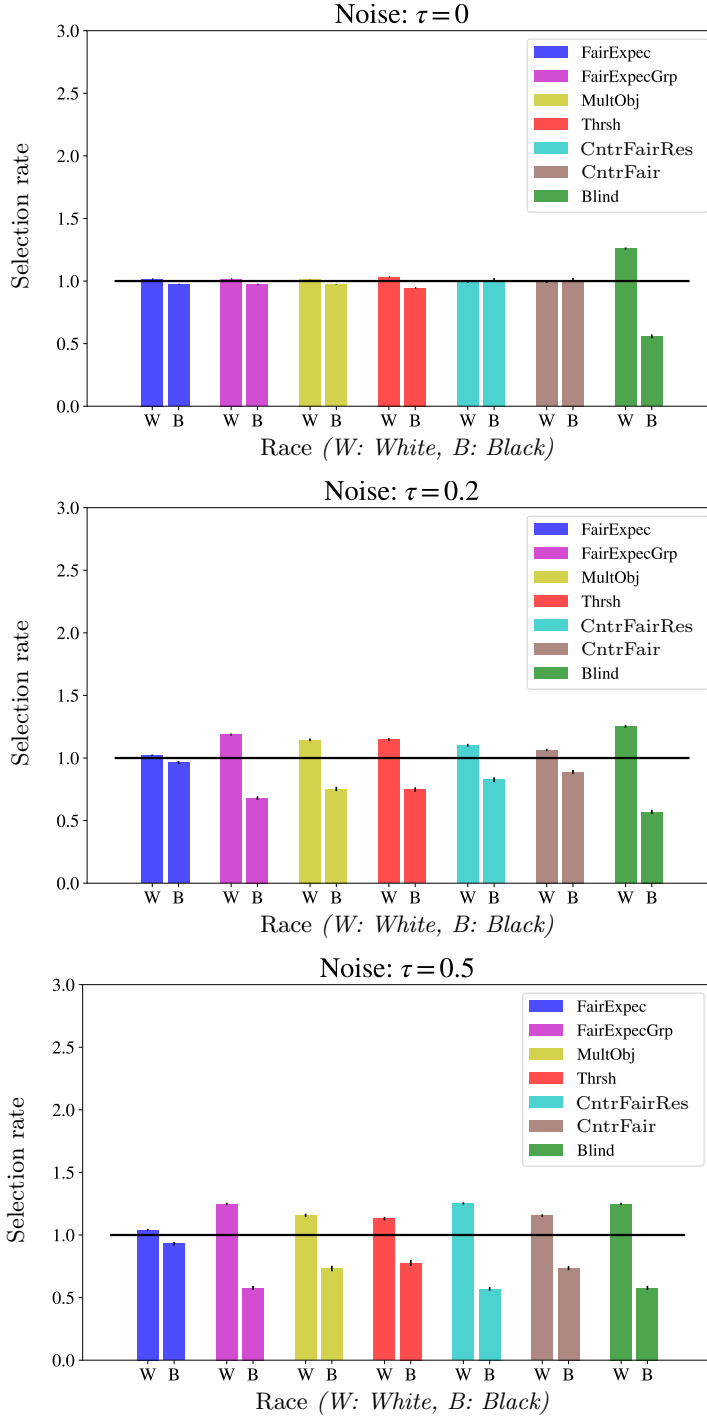 Noise: τ = 0
3.0
2.5
2.0
1.5
1.0
0.5
0.0
Selection rate
FairExpec
FairExpecGrp
MultObj
Thrsh
CntrFairRes
CntrFair
Blind
W B W B W B W B W B W B W B
Race (W: White, B: Black)
Noise: τ = 0.2
3.0
2.5
2.0
1.5
1.0
0.5
0.0
Selection rate
FairExpec
FairExpecGrp
MultObj
Thrsh
CntrFairRes
CntrFair
Blind
W B W B W B W B W B W B W B
Race (W: White, B: Black)
Noise: τ = 0.5
3.0
2.5
2.0
1.5
1.0
0.5
0.0
Selection rate
FairExpec
FairExpecGrp
MultObj
Thrsh
CntrFairRes
CntrFair
Blind
W B W B W B W B W B W B W B
Race (W: White, B: Black)